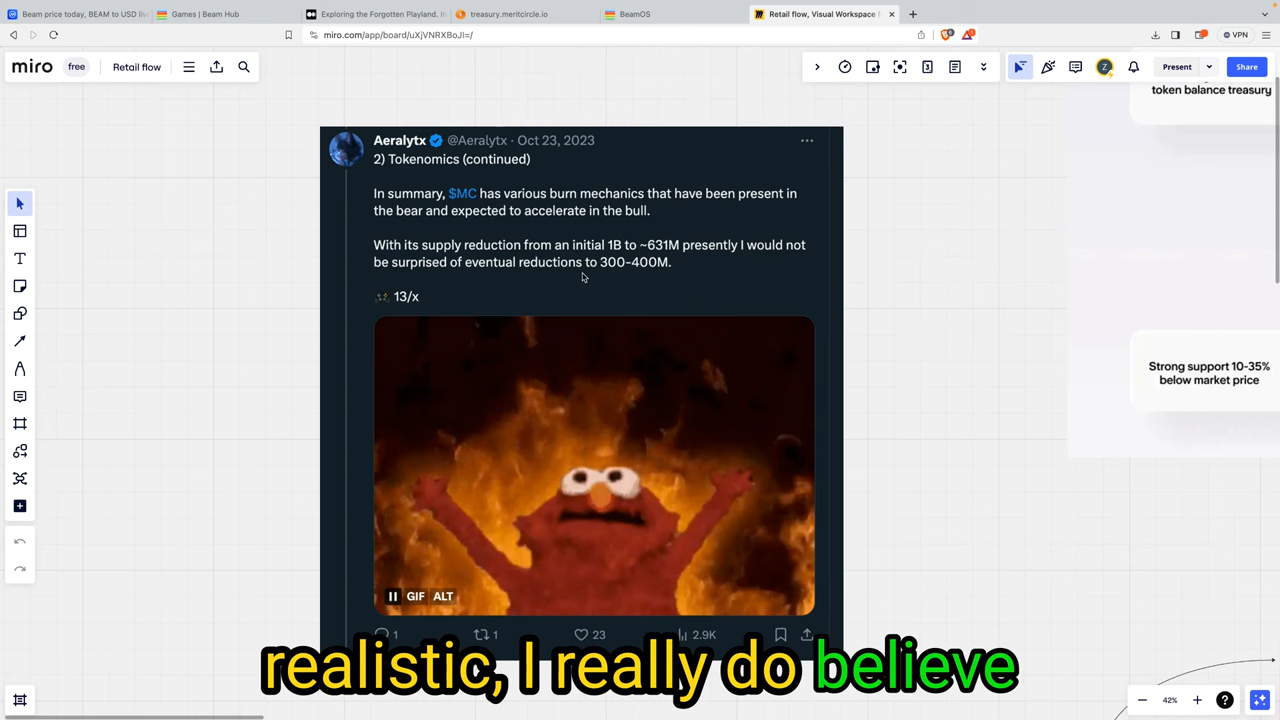 Beam price today, BEAM to USD liv
Games | Beam Hub
Exploring the Forgotten Playland. In
treasury.meritcircle.io
BeamOS
Retail flow, Visual Workspace f
miro.com/app/board/uXjVNRXBoJI=/
VPN
miro
free
Retail flow
Present
Share
token balance treasury
Aeralytx @Aeralytx · Oct 23, 2023
2) Tokenomics (continued)
In summary, $MC has various burn mechanics that have been present in
the bear and expected to accelerate in the bull.
With its supply reduction from an initial 1B to ~631M presently I would not
be surprised of eventual reductions to 300-400M.
13/x
Strong support 10-35%
below market price
GIF ALT
1 1 23 2.9K
realistic, I really do believe
42%